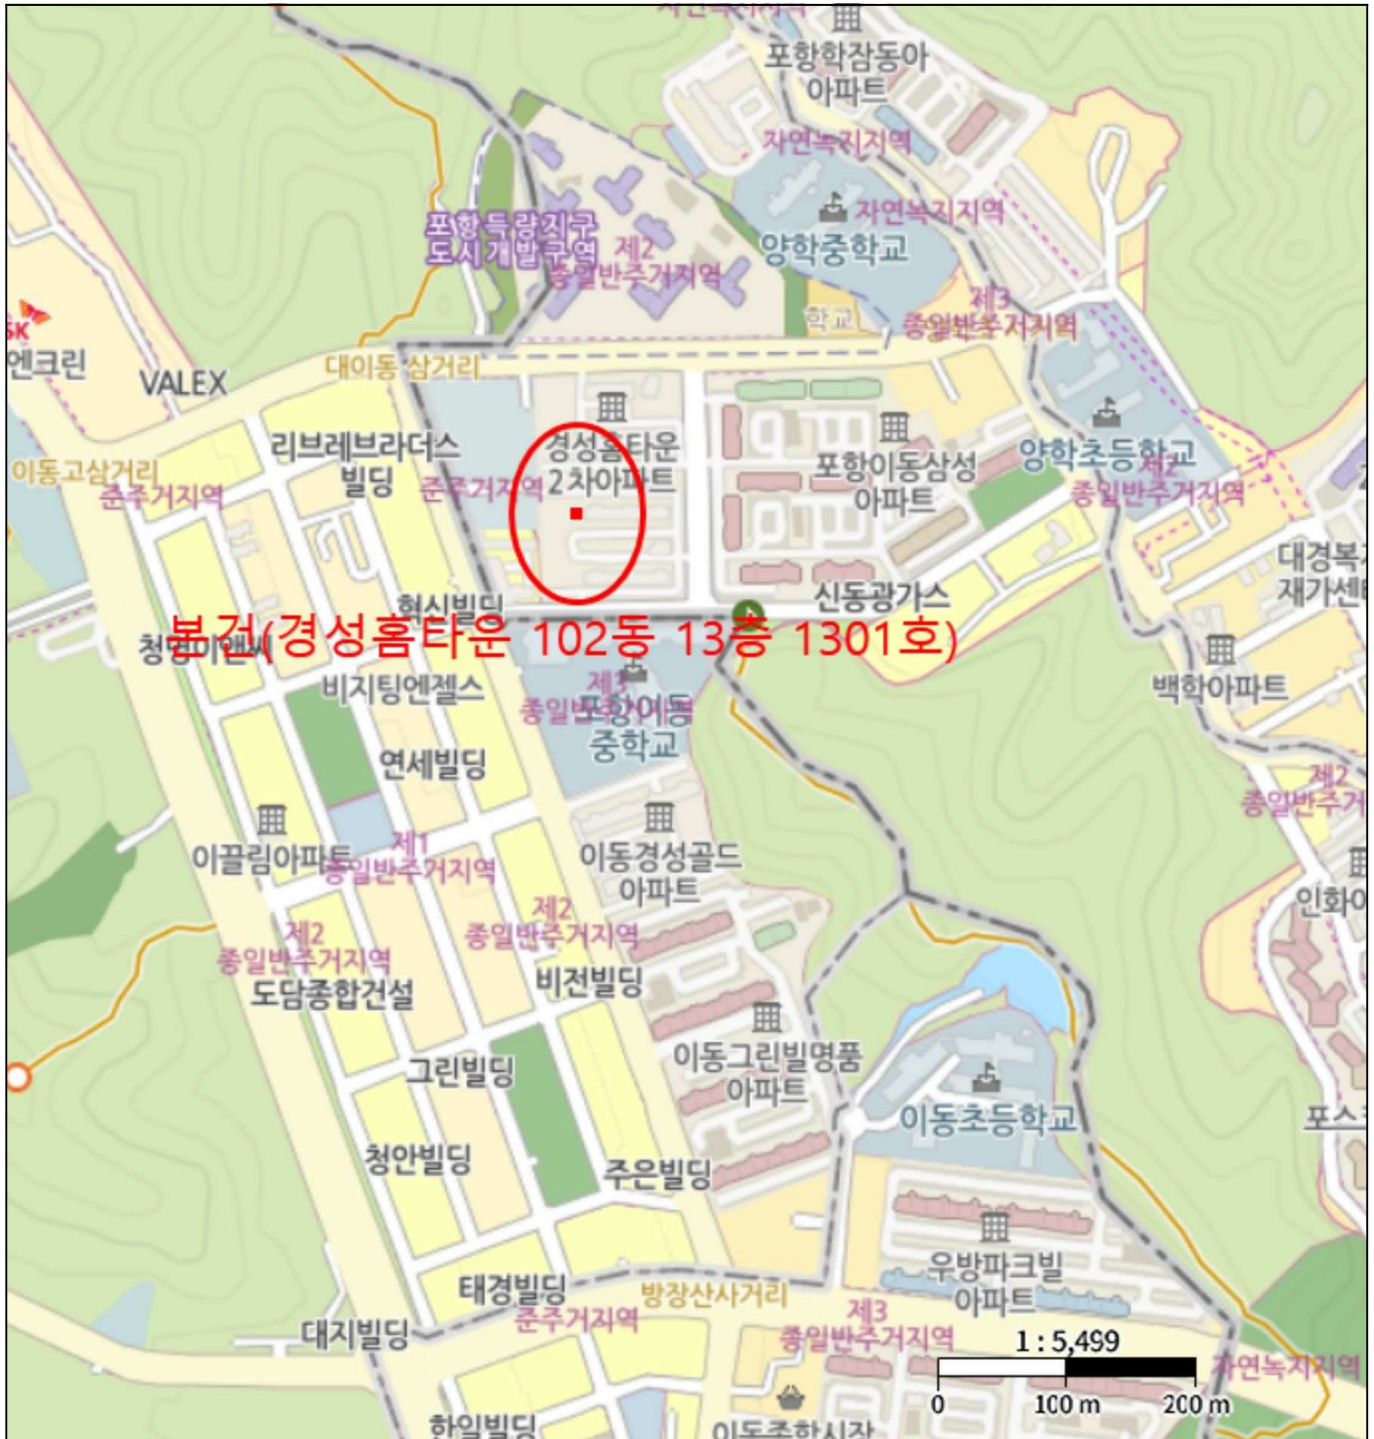 포항학잠동아
아파트
자연녹지지역
자연녹지지역
양학중학교
포항득량지구
도시개발구역
제2
종일반주거지역
제3
종일반주거지역
학교
SK
엔크린
VALEX
대이동 삼거리
리브레브라더스
빌딩
이동고삼거리
준주거지역
준주거지역
경성홈타운
2차아파트
포항이동삼성
아파트
양학초등학교
제2
종일반주거지역
대경복지
재가센
혁신빌딩
신동광가스
본건(경성홈타운 102동 13층 1301호)
비지팅엔젤스
제3
종일반주거지역
포항이동
중학교
백학아파트
연세빌딩
제2
종일반주거
이끌림아파트
제1
종일반주거지역
이동경성골드
아파트
인화아
제2
종일반주거지역
제2
종일반주거지역
도담종합건설
비전빌딩
그린빌딩
이동그린빌명품
아파트
이동초등학교
포스
청안빌딩
주은빌딩
우방파크빌
아파트
태경빌딩
방장산사거리
준주거지역
대지빌딩
제3
종일반주거지역
1 : 5,499
0 100 m 200 m
자연녹지지역
한일빌딩
이동종합시장